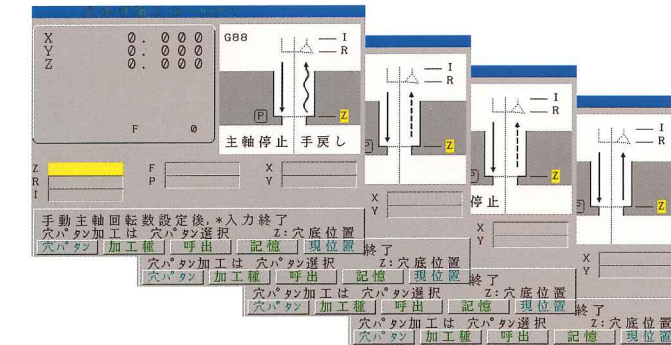 X 0. 000
Y 0. 000
Z 0. 000
F 0
G88
I
R
P
Z
主軸停止 手戻し
Z
R
I
F
P
X
Y
手動主軸回転数設定後,*入力終了
穴パタン加工は 穴パタン選択 Z:穴底位置
穴パタン 加工種 呼出 記憶 現位置
I
R
Z
X
Y
終了
穴パタン加工は 穴パタン選択 Z:穴底位置
穴パタン 加工種 呼出 記憶 現位置
I
R
Z
停止
X
Y
終了
穴パタン加工は 穴パタン選択 Z:穴底位置
穴パタン 加工種 呼出 記憶 現位置
I
R
Z
X
Y
終了
穴パタン加工は 穴パタン選択 Z:穴底位置
穴パタン 加工種 呼出 記憶 現位置